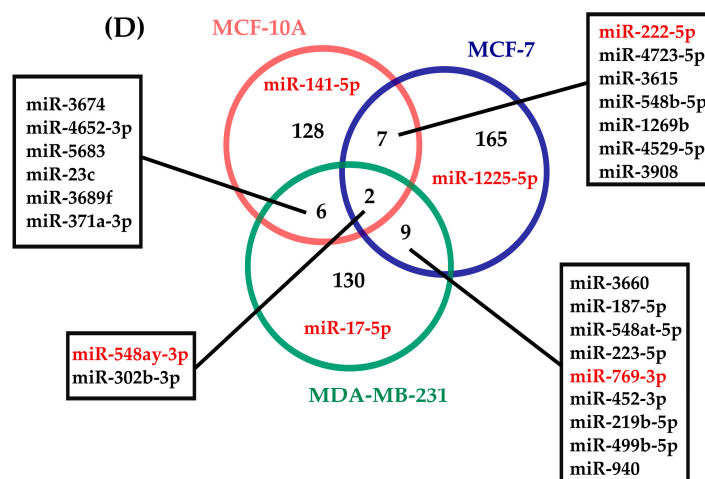 (D)
MCF-10A
MCF-7
miR-141-5p
128
7
165
miR-1225-5p
6
2
9
130
miR-17-5p
MDA-MB-231
miR-3674
miR-4652-3p
miR-5683
miR-23c
miR-3689f
miR-371a-3p
miR-222-5p
miR-4723-5p
miR-3615
miR-548b-5p
miR-1269b
miR-4529-5p
miR-3908
miR-548ay-3p
miR-302b-3p
miR-3660
miR-187-5p
miR-548at-5p
miR-223-5p
miR-769-3p
miR-452-3p
miR-219b-5p
miR-499b-5p
miR-940